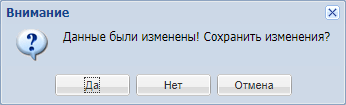 Внимание
Данные были изменены! Сохранить изменения?
Да
Нет
Отмена